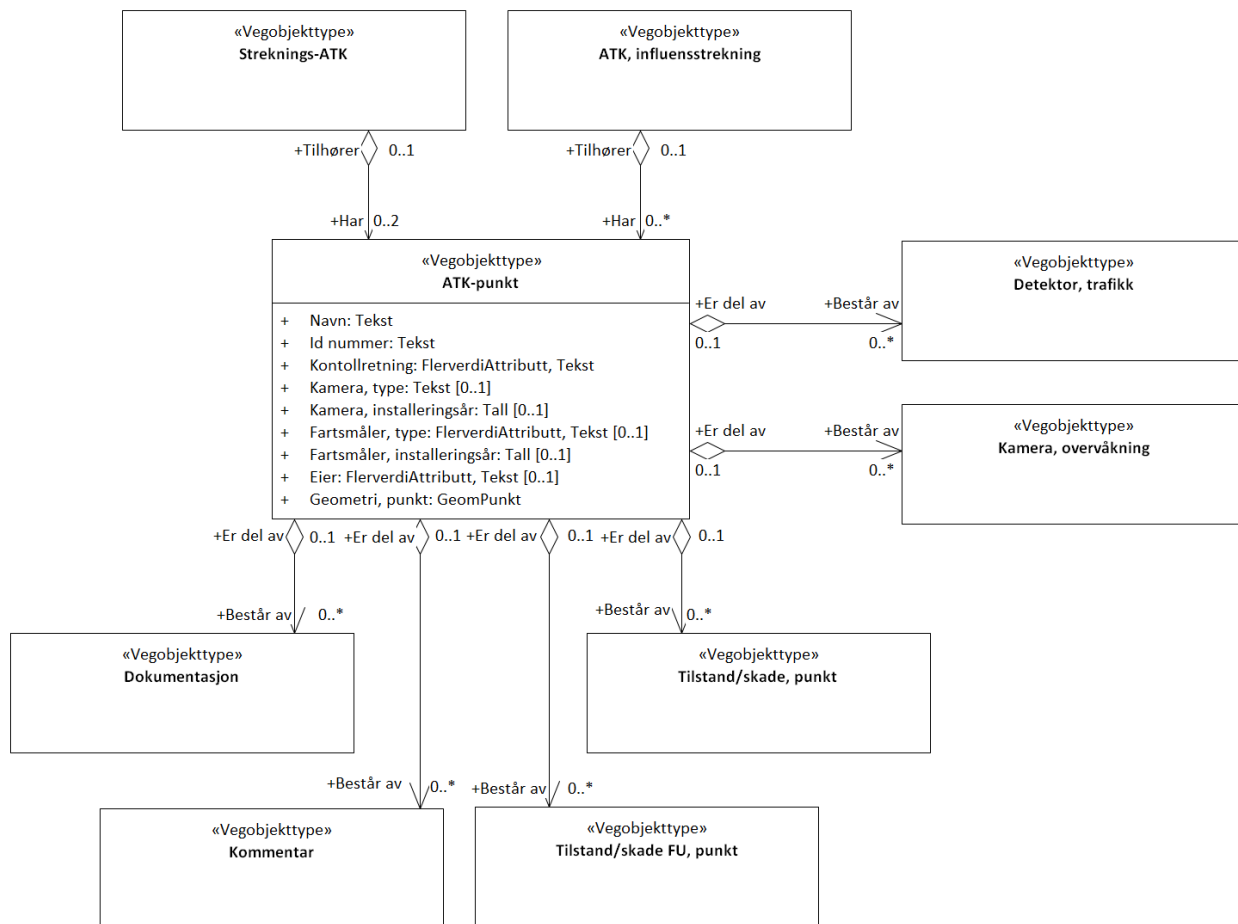 «Vegobjekttype»
Streknings-ATK
«Vegobjekttype»
ATK, influensstrekning
+Tilhører 0..1
+Tilhører 0..1
+Har 0..2
+Har 0..*
«Vegobjekttype»
ATK-punkt
+ Navn: Tekst
+ Id nummer: Tekst
+ Kontollretning: FlerverdiAttributt, Tekst
+ Kamera, type: Tekst [0..1]
+ Kamera, installeringsår: Tall [0..1]
+ Fartsmåler, type: FlerverdiAttributt, Tekst [0..1]
+ Fartsmåler, installeringsår: Tall [0..1]
+ Eier: FlerverdiAttributt, Tekst [0..1]
+ Geometri, punkt: GeomPunkt
+Er del av +Består av
0..1 0..*
«Vegobjekttype»
Detektor, trafikk
+Er del av +Består av
0..1 0..*
«Vegobjekttype»
Kamera, overvåkning
+Er del av 0..1
+Er del av 0..1
+Er del av 0..1
+Er del av 0..1
+Består av 0..*
+Består av 0..*
«Vegobjekttype»
Dokumentasjon
«Vegobjekttype»
Tilstand/skade, punkt
+Består av 0..*
+Består av 0..*
«Vegobjekttype»
Kommentar
«Vegobjekttype»
Tilstand/skade FU, punkt